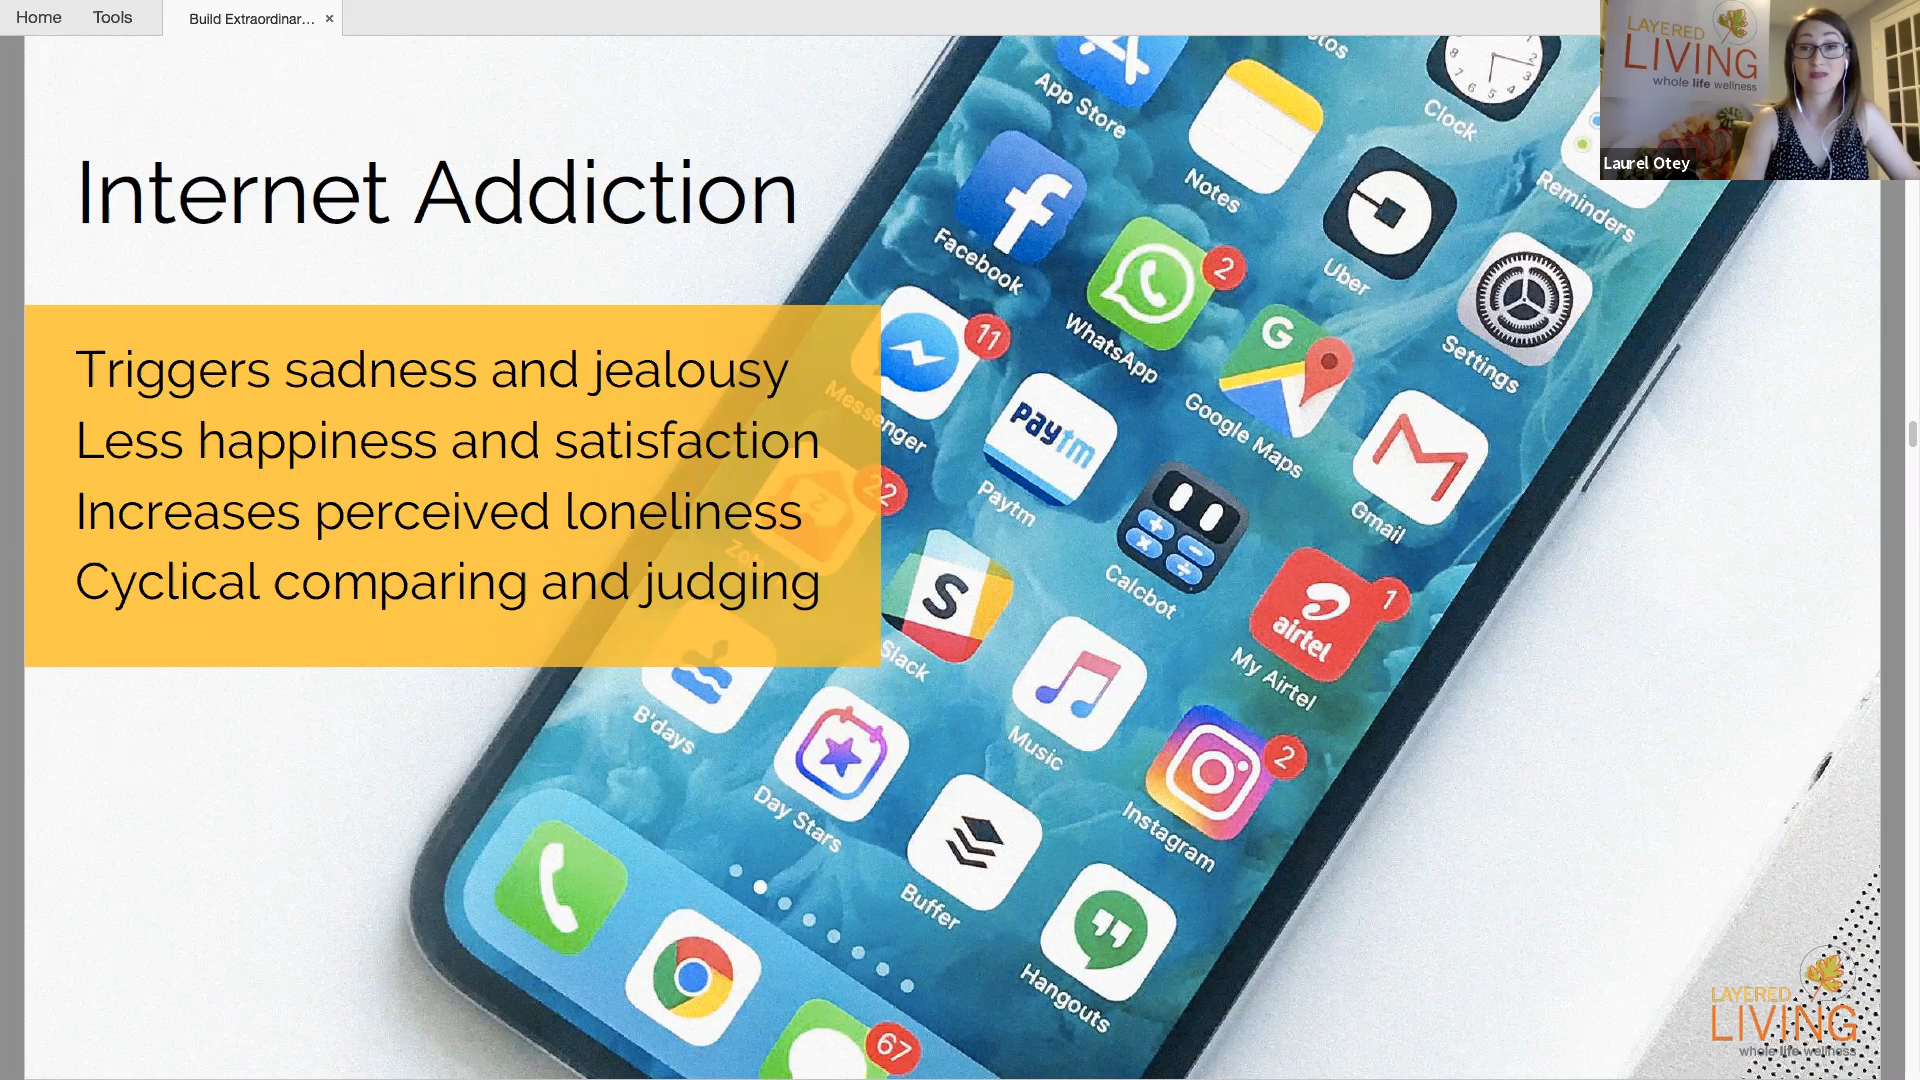 Home
Tools
Build Extraordinar...
LAYERED
LIVING
whole life wellness
Laurel Otey
Internet Addiction
Triggers sadness and jealousy
Less happiness and satisfaction
Increases perceived loneliness
Cyclical comparing and judging
App Store
Notes
Clock
Reminders
Facebook
WhatsApp
2
Uber
Settings
Messenger
11
Paytm
Paytm
G
Google Maps
Gmail
22
S
Slack
Calcbot
airtel
1
My Airtel
B'days
Day Stars
Music
Instagram
2
Buffer
Hangouts
67
LAYERED
LIVING
whole life wellness